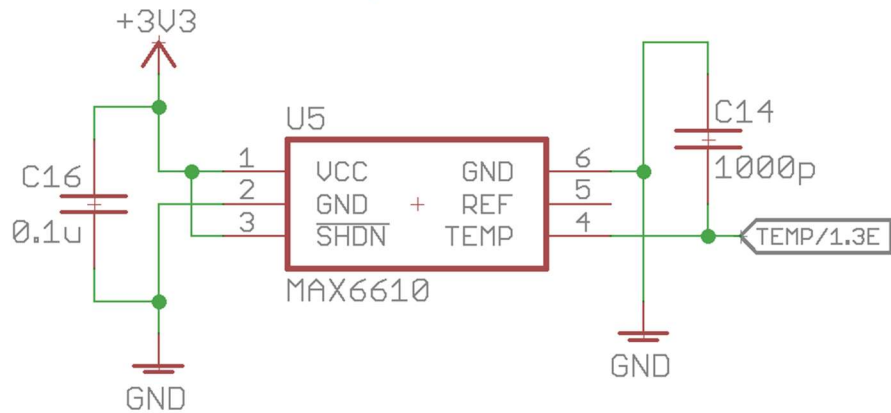 +3V3
U5
C14
1000p
C16
0.1u
1 VCC GND 6
2 GND REF 5
3 SHDN TEMP 4
TEMP/1.3E
MAX6610
GND
GND